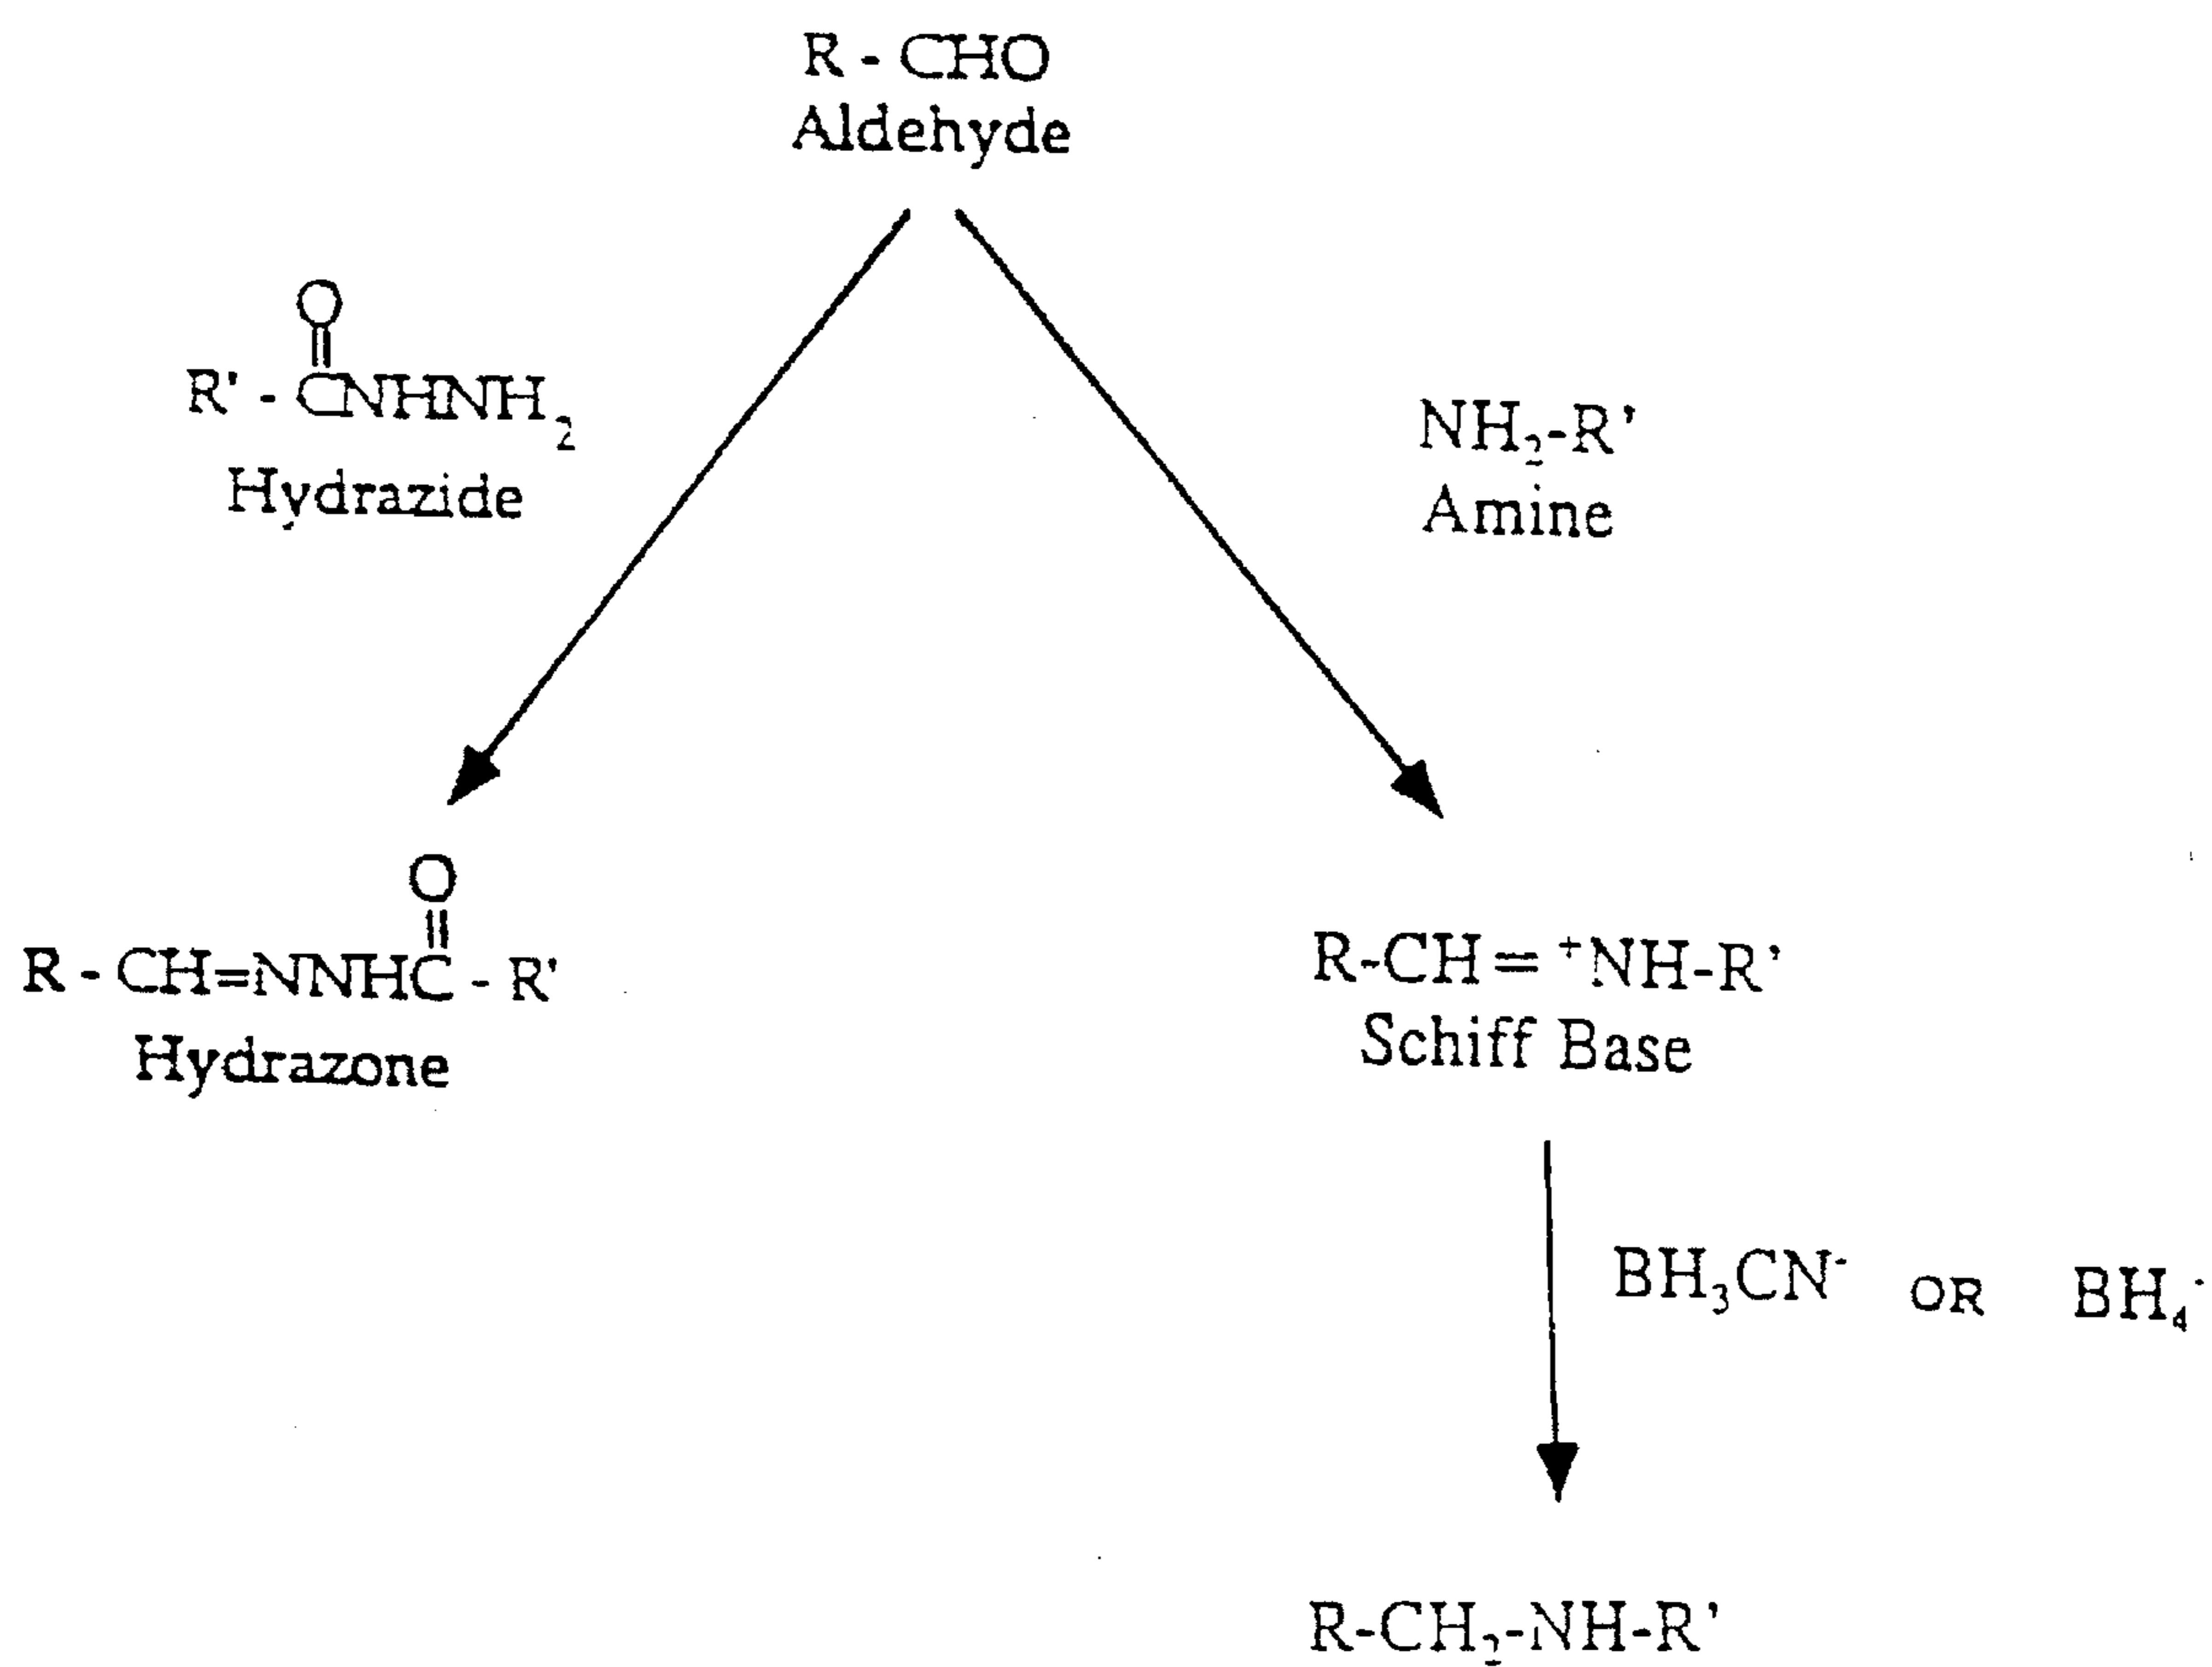 R - CHO
Aldehyde
O
R' - CNHNH₂
Hydrazide
NH₂-R'
Amine
O
R - CH=NNHC - R'
Hydrazone
R-CH= ⁺NH-R'
Schiff Base
BH₃CN⁻ OR BH₄⁻
R-CH₂-NH-R'